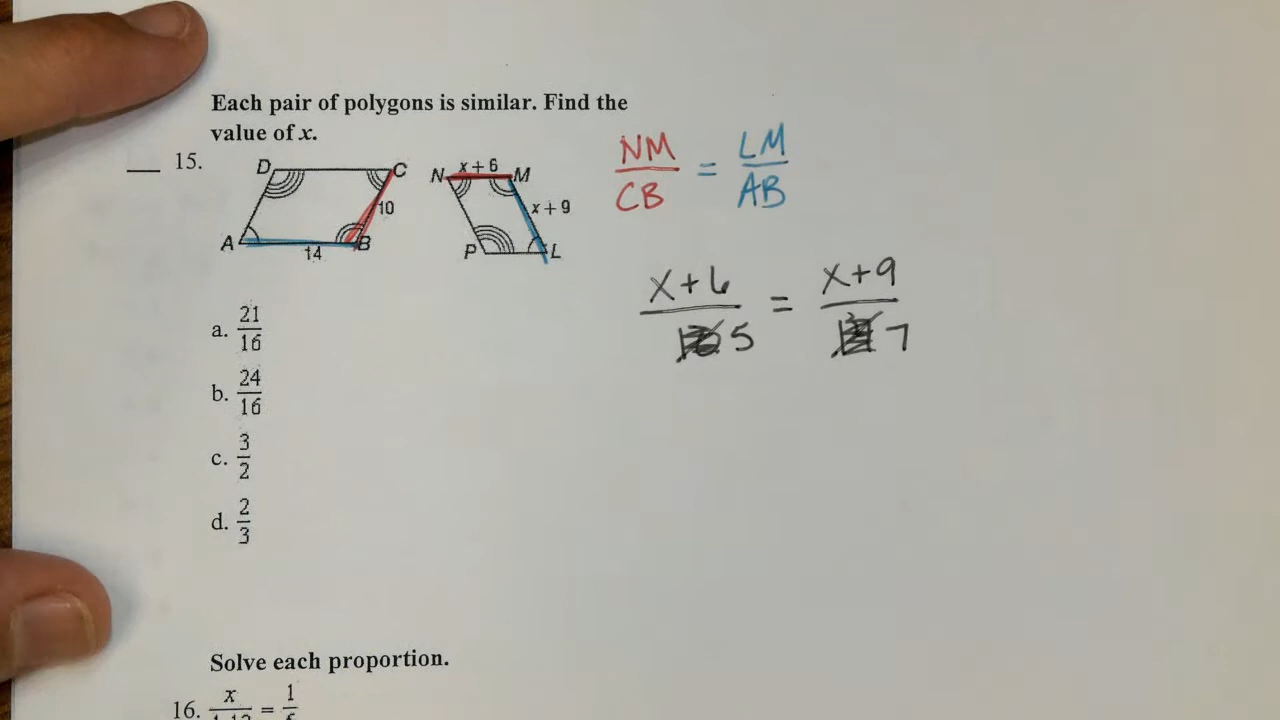 Each pair of polygons is similar. Find the
value of x.
15.
D
C
10
A
14
B
N
x + 6
M
x + 9
P
L
NM
CB
=
LM
AB
x + 6
5
=
x + 9
7
a. 21
16
b. 24
16
c. 3
2
d. 2
3
Solve each proportion.
16. x
= 1